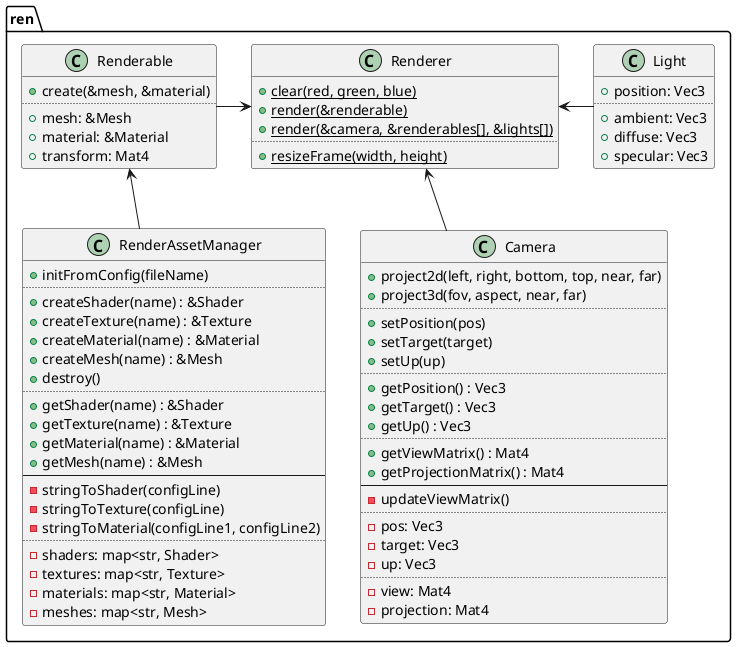 ren
C Renderable
create(&mesh, &material)
mesh: &Mesh
material: &Material
transform: Mat4
C Renderer
clear(red, green, blue)
render(&renderable)
render(&camera, &renderables[], &lights[])
resizeFrame(width, height)
C Light
position: Vec3
ambient: Vec3
diffuse: Vec3
specular: Vec3
C RenderAssetManager
initFromConfig(fileName)
createShader(name) : &Shader
createTexture(name) : &Texture
createMaterial(name) : &Material
createMesh(name) : &Mesh
destroy()
getShader(name) : &Shader
getTexture(name) : &Texture
getMaterial(name) : &Material
getMesh(name) : &Mesh
stringToShader(configLine)
stringToTexture(configLine)
stringToMaterial(configLine1, configLine2)
shaders: map<str, Shader>
textures: map<str, Texture>
materials: map<str, Material>
meshes: map<str, Mesh>
C Camera
project2d(left, right, bottom, top, near, far)
project3d(fov, aspect, near, far)
setPosition(pos)
setTarget(target)
setUp(up)
getPosition() : Vec3
getTarget() : Vec3
getUp() : Vec3
getViewMatrix() : Mat4
getProjectionMatrix() : Mat4
updateViewMatrix()
pos: Vec3
target: Vec3
up: Vec3
view: Mat4
projection: Mat4